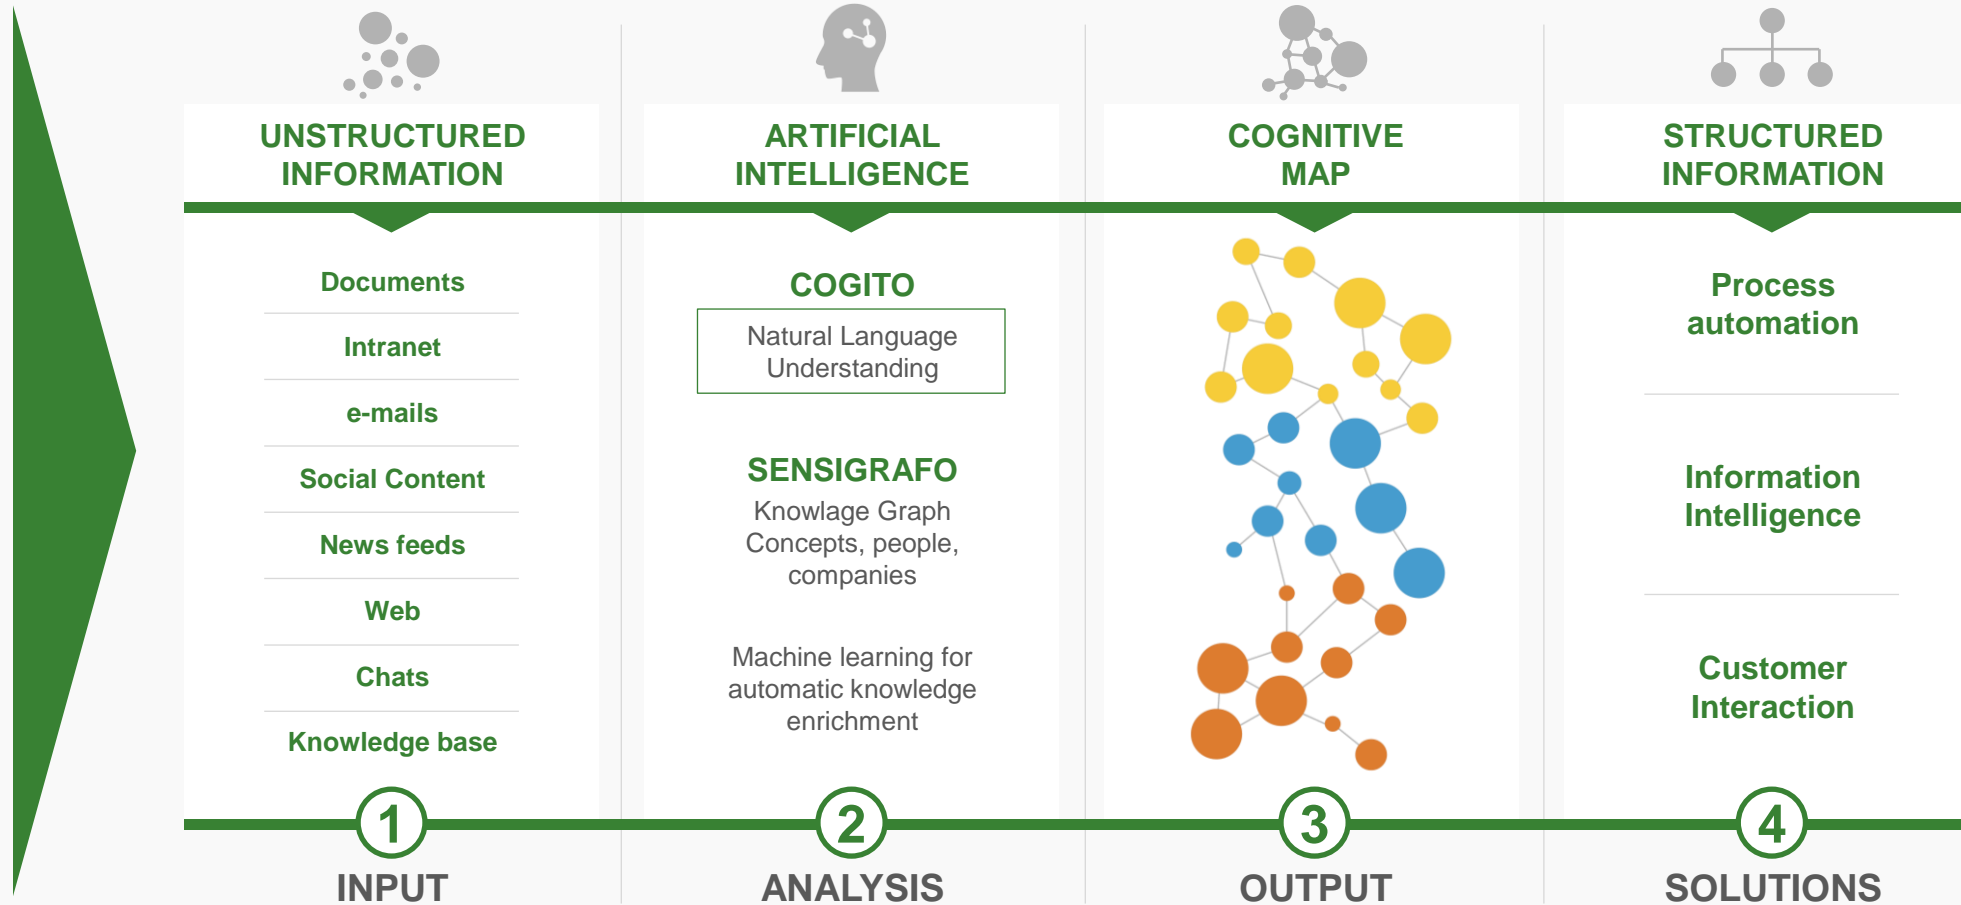 UNSTRUCTURED
INFORMATION
Documents
Intranet
e-mails
Social Content
News feeds
Web
Chats
Knowledge base
1
INPUT
ARTIFICIAL
INTELLIGENCE
COGITO
Natural Language
Understanding
SENSIGRAFO
Knowlage Graph
Concepts, people,
companies
Machine learning for
automatic knowledge
enrichment
2
ANALYSIS
COGNITIVE
MAP
3
OUTPUT
STRUCTURED
INFORMATION
Process
automation
Information
Intelligence
Customer
Interaction
4
SOLUTIONS